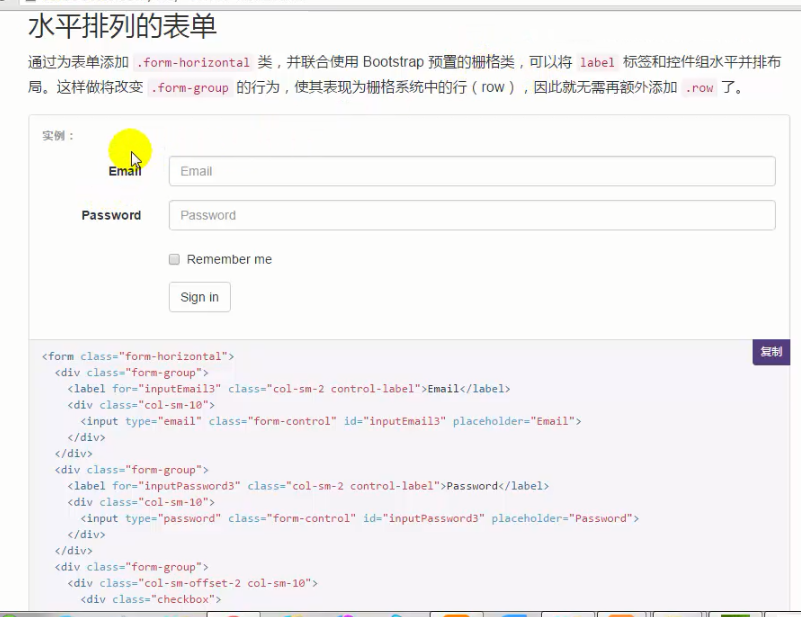 水平排列的表单
通过为表单添加 .form-horizontal 类，并联合使用 Bootstrap 预置的栅格类，可以将 label 标签和控件组水平并排布
局。这样做将改变 .form-group 的行为，使其表现为栅格系统中的行（row），因此就无需再额外添加 .row 了。
实例：
Email Email
Password Password
Remember me
Sign in
复制
<form class="form-horizontal">
<div class="form-group">
<label for="inputEmail3" class="col-sm-2 control-label">Email</label>
<div class="col-sm-10">
<input type="email" class="form-control" id="inputEmail3" placeholder="Email">
</div>
</div>
<div class="form-group">
<label for="inputPassword3" class="col-sm-2 control-label">Password</label>
<div class="col-sm-10">
<input type="password" class="form-control" id="inputPassword3" placeholder="Password">
</div>
</div>
<div class="form-group">
<div class="col-sm-offset-2 col-sm-10">
<div class="checkbox">